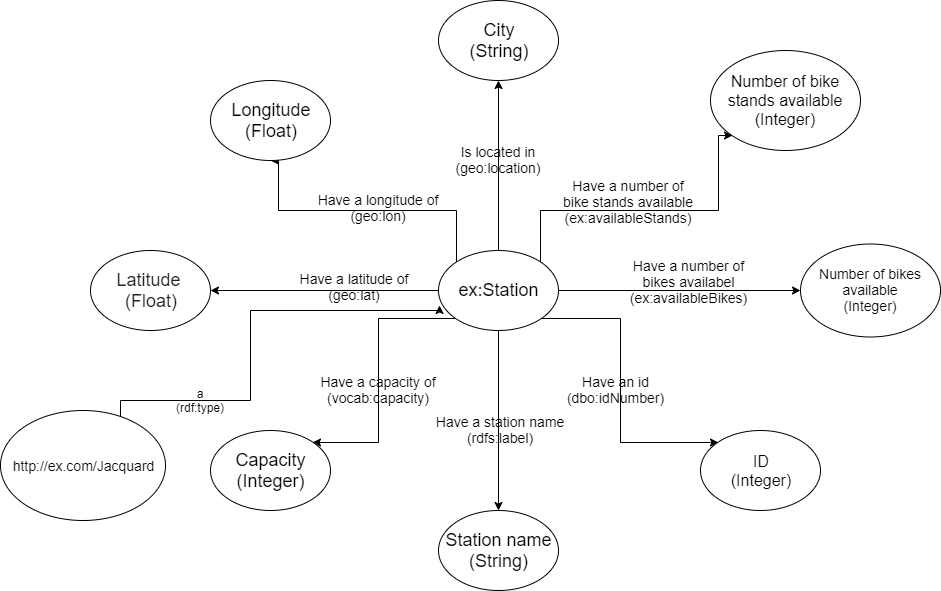 City
(String)
Number of bike
stands available
(Integer)
Longitude
(Float)
Is located in
(geo:location)
Have a number of
bike stands available
(ex:availableStands)
Have a longitude of
(geo:lon)
Latitude
(Float)
Have a latitude of
(geo:lat)
ex:Station
Have a number of
bikes availabel
(ex:availableBikes)
Number of bikes
available
(Integer)
a
(rdf:type)
Have a capacity of
(vocab:capacity)
Have an id
(dbo:idNumber)
Have a station name
(rdfs:label)
http://ex.com/Jacquard
Capacity
(Integer)
ID
(Integer)
Station name
(String)